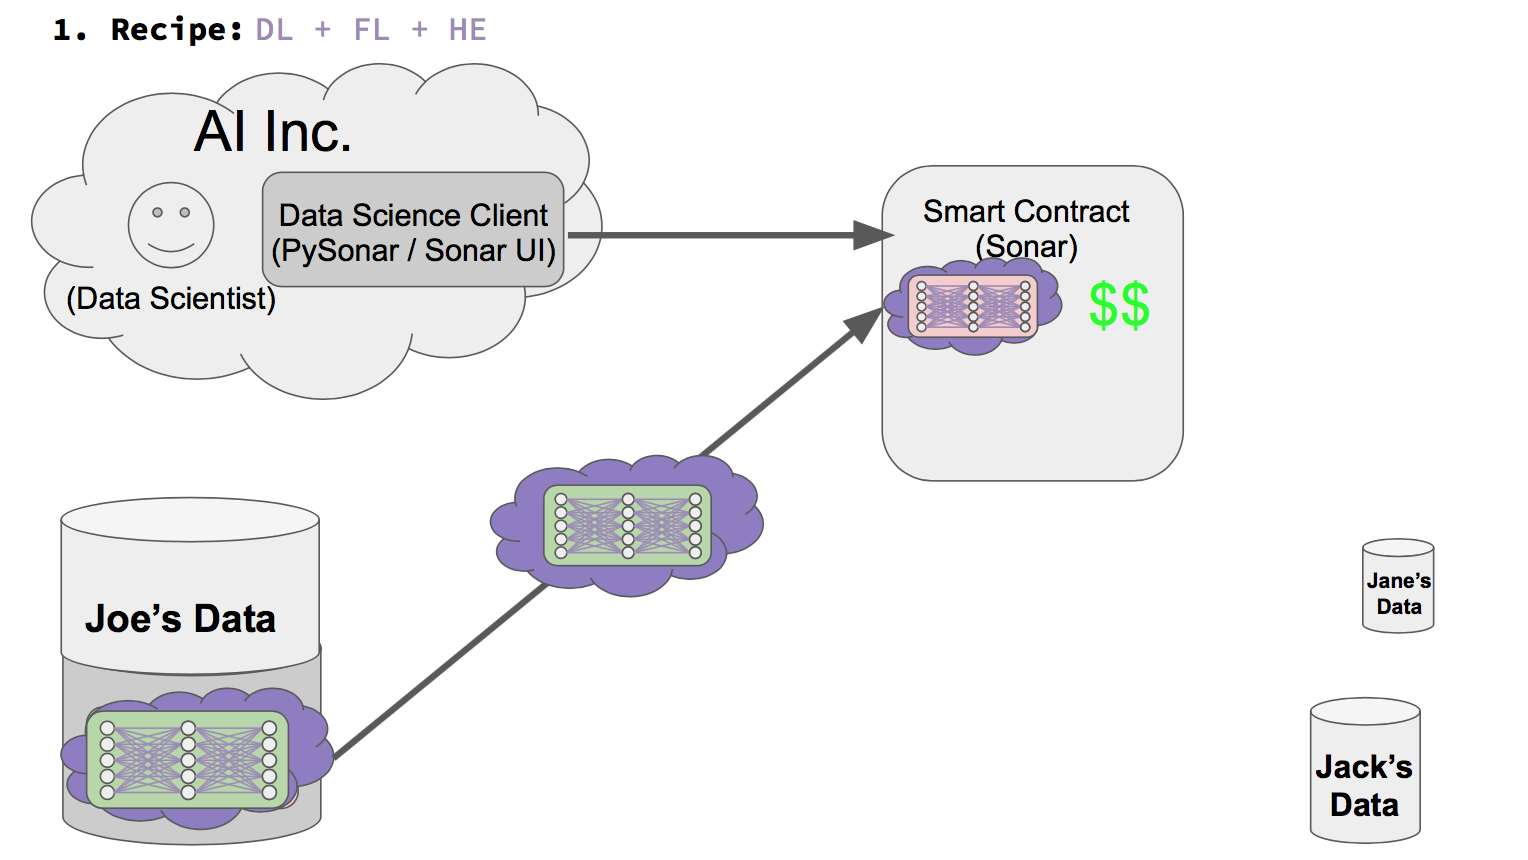 1. Recipe: DL + FL + HE
AI Inc.
Data Science Client
(PySonar / Sonar UI)
(Data Scientist)
Smart Contract
(Sonar)
$$
Joe’s Data
Jane’s
Data
Jack’s
Data